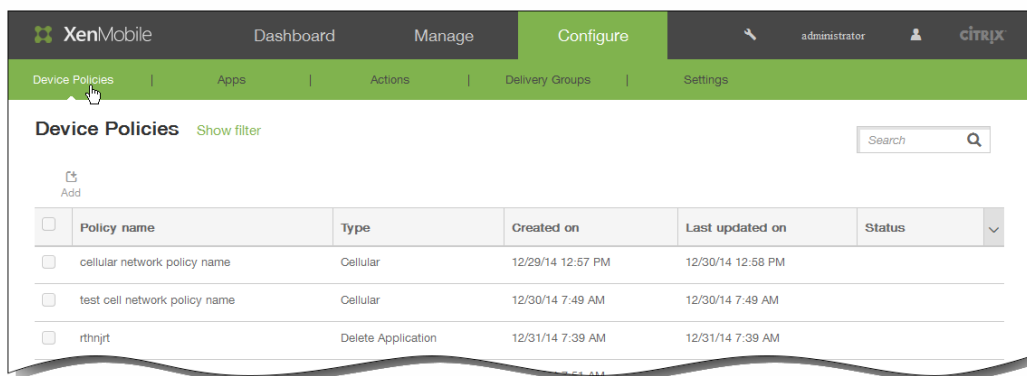 XenMobile Dashboard Manage Configure administrator CİTRIX
Device Policies | Apps | Actions | Delivery Groups | Settings
Device Policies Show filter
Search
Add
Policy name Type Created on Last updated on Status
cellular network policy name Cellular 12/29/14 12:57 PM 12/30/14 12:58 PM
test cell network policy name Cellular 12/30/14 7:49 AM 12/30/14 7:49 AM
rthnjrt Delete Application 12/31/14 7:39 AM 12/31/14 7:39 AM